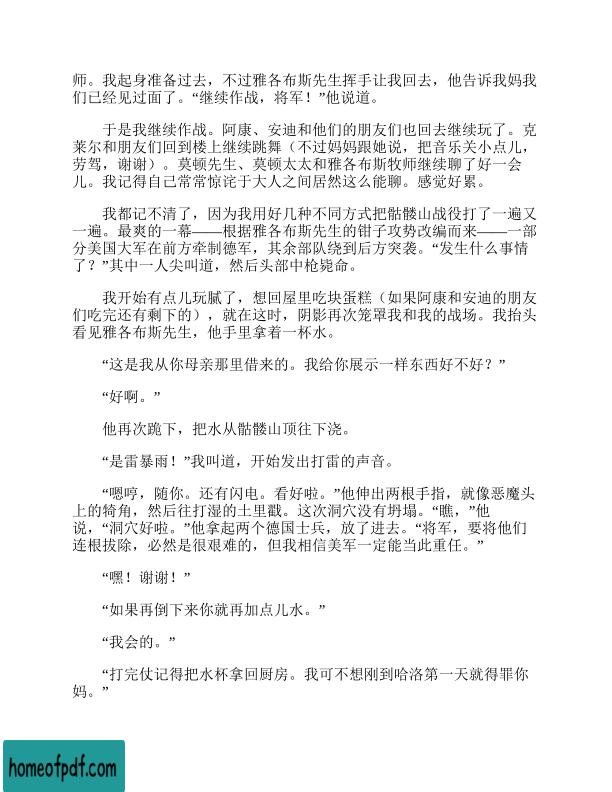 师。我起身准备过去，不过雅各布斯先生挥手让我回去，他告诉我妈我
们已经见过面了。“继续作战，将军！”他说道。
于是我继续作战。阿康、安迪和他们的朋友们也回去继续玩了。克
莱尔和朋友们回到楼上继续跳舞（不过妈妈跟她说，把音乐关小点儿，
劳驾，谢谢）。莫顿先生、莫顿太太和雅各布斯牧师继续聊了好一会
儿。我记得自己常常惊诧于大人之间居然这么能聊。感觉好累。
我都记不清了，因为我用好几种不同方式把骷髅山战役打了一遍又
一遍。最爽的一幕——根据雅各布斯先生的钳子攻势改编而来——一部
分美国大军在前方牵制德军，其余部队绕到后方突袭。“发生什么事情
了？”其中一人尖叫道，然后头部中枪毙命。
我开始有点儿玩腻了，想回屋里吃块蛋糕（如果阿康和安迪的朋友
们吃完还有剩下的），就在这时，阴影再次笼罩我和我的战场。我抬头
看见雅各布斯先生，他手里拿着一杯水。
“这是我从你母亲那里借来的。我给你展示一样东西好不好？”
“好啊。”
他再次跪下，把水从骷髅山顶往下浇。
“是雷暴雨！”我叫道，开始发出打雷的声音。
“嗯哼，随你。还有闪电。看好啦。”他伸出两根手指，就像恶魔头
上的犄角，然后往打湿的土里戳。这次洞穴没有坍塌。“瞧，”他
说，“洞穴好啦。”他拿起两个德国士兵，放了进去。“将军，要将他们
连根拔除，必然是很艰难的，但我相信美军一定能当此重任。”
“嘿！谢谢！”
“如果再倒下来你就再加点儿水。”
“我会的。”
“打完仗记得把水杯拿回厨房。我可不想刚到哈洛第一天就得罪你
妈。”
homeofpdf.com